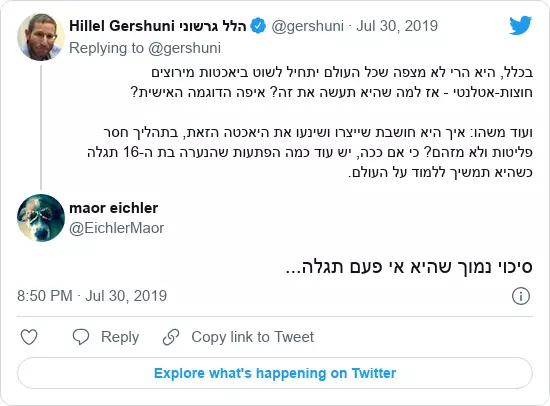 Hillel Gershuni הלל גרשוני @gershuni · Jul 30, 2019
Replying to @gershuni
בכלל, היא הרי לא מצפה שכל העולם יתחיל לשוט ביאכטות מירוצים
חוצות-אטלנטי - אז למה שהיא תעשה את זה? איפה הדוגמה האישית?
ועוד משהו: איך היא חושבת שייצרו ושינעו את היאכטה הזאת, בתהליך חסר
פליטות ולא מזהם? כי אם ככה, יש עוד כמה הפתעות שהנערה בת ה-16 תגלה
כשהיא תמשיך ללמוד על העולם.
maor eichler
@EichlerMaor
סיכוי נמוך שהיא אי פעם תגלה...
8:50 PM · Jul 30, 2019
Reply
Copy link to Tweet
Explore what's happening on Twitter